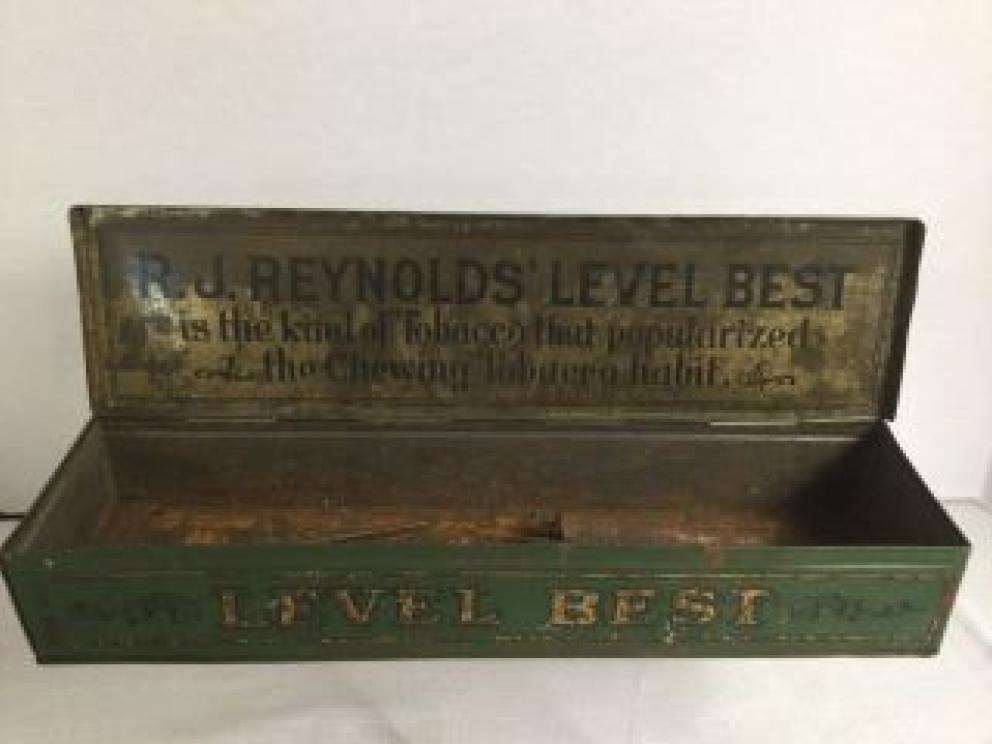 R.J. REYNOLDS' LEVEL BEST
is the kind of Tobacco that popularized
the Chewing Tobacco habit.
LEVEL BEST